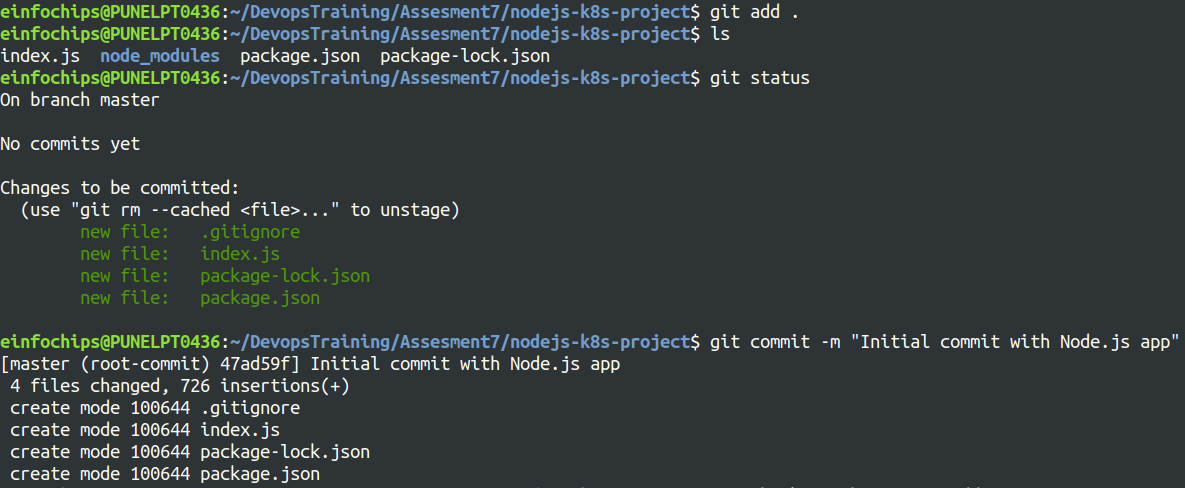 einfochips@PUNELPT0436:~/DevopsTraining/Assesment7/nodejs-k8s-project$ git add .
einfochips@PUNELPT0436:~/DevopsTraining/Assesment7/nodejs-k8s-project$ ls
index.js  node_modules  package.json  package-lock.json
einfochips@PUNELPT0436:~/DevopsTraining/Assesment7/nodejs-k8s-project$ git status
On branch master

No commits yet

Changes to be committed:
  (use "git rm --cached <file>..." to unstage)
        new file:   .gitignore
        new file:   index.js
        new file:   package-lock.json
        new file:   package.json

einfochips@PUNELPT0436:~/DevopsTraining/Assesment7/nodejs-k8s-project$ git commit -m "Initial commit with Node.js app"
[master (root-commit) 47ad59f] Initial commit with Node.js app
 4 files changed, 726 insertions(+)
 create mode 100644 .gitignore
 create mode 100644 index.js
 create mode 100644 package-lock.json
 create mode 100644 package.json